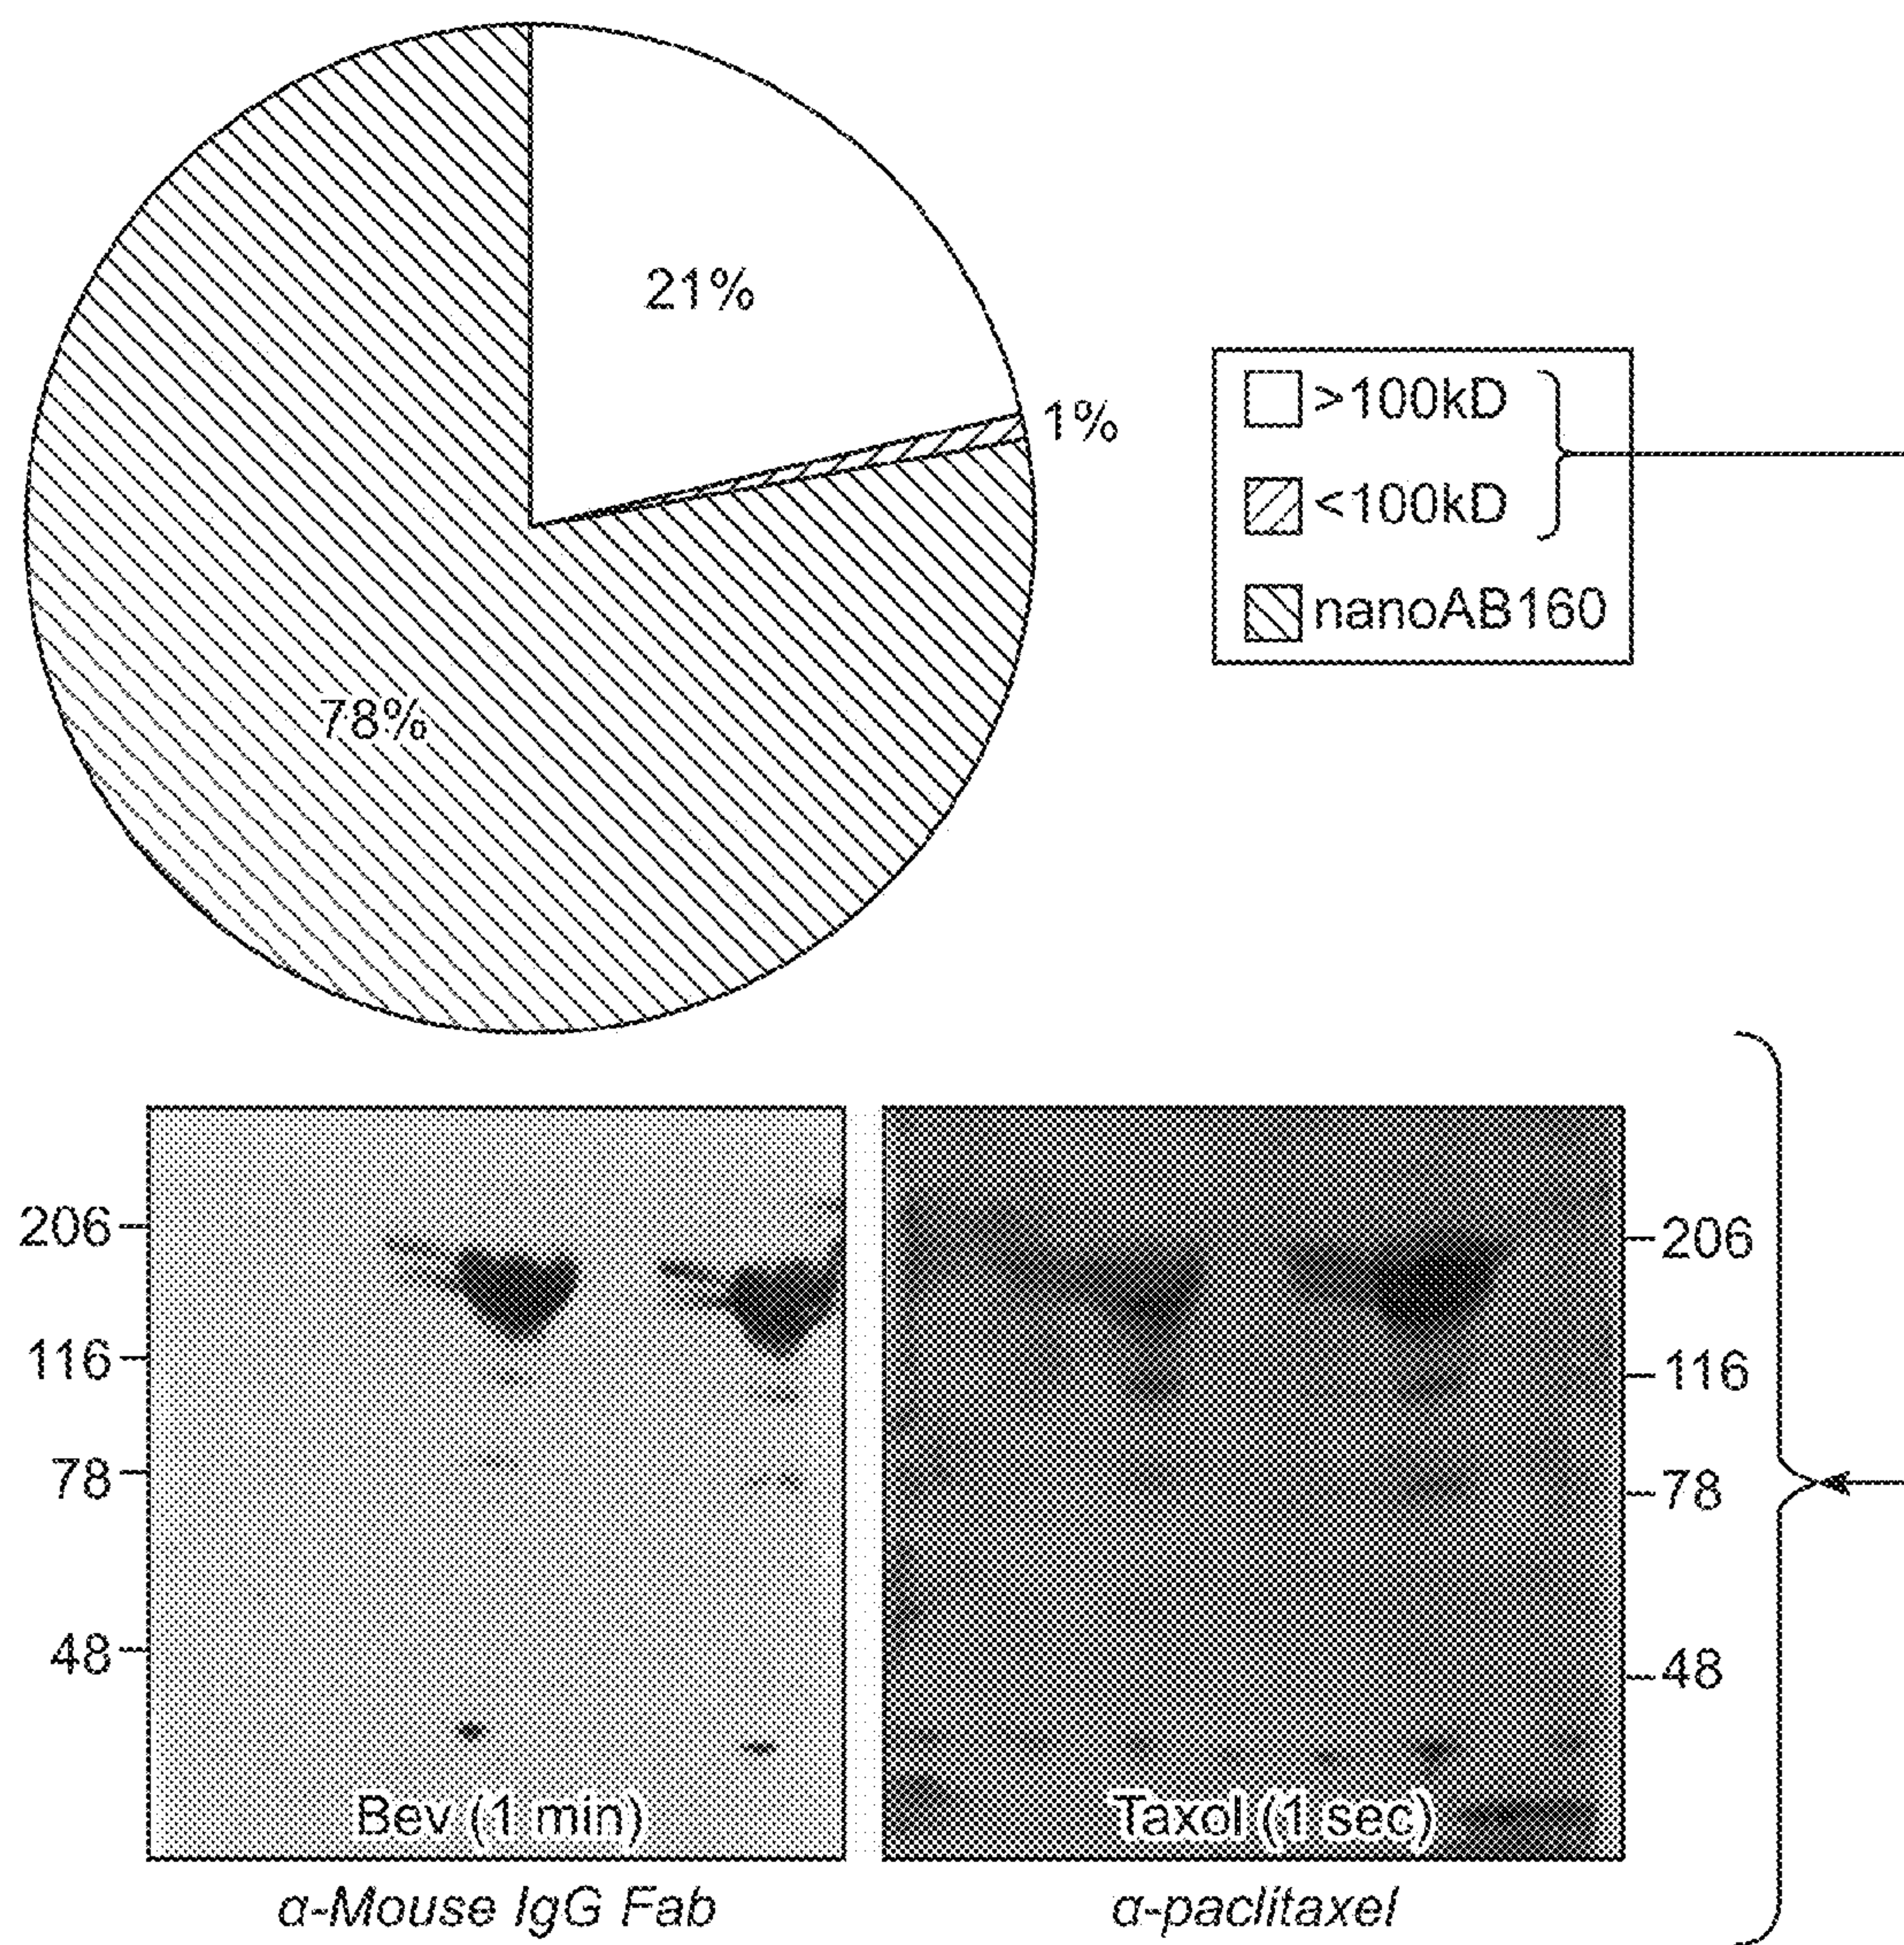 21%
1%
78%
>100kD
<100kD
nanoAB160
206
116
78
48
Bev (1 min)
α-Mouse IgG Fab
Taxol (1 sec)
α-paclitaxel
206
116
78
48